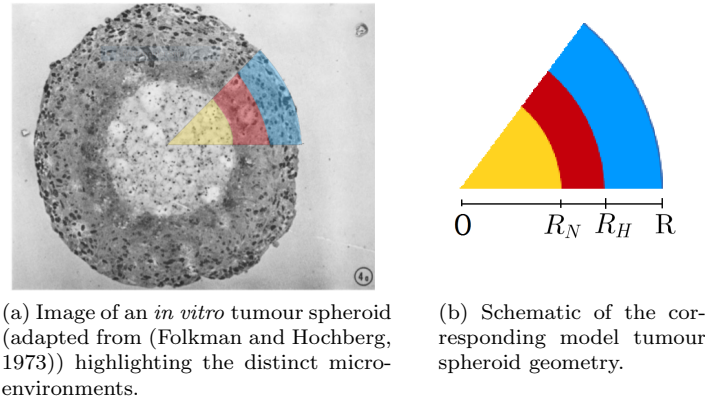 4a
0 R_N R_H R
(a) Image of an in vitro tumour spheroid
(adapted from (Folkman and Hochberg,
1973)) highlighting the distinct micro-
environments.
(b) Schematic of the cor-
responding model tumour
spheroid geometry.